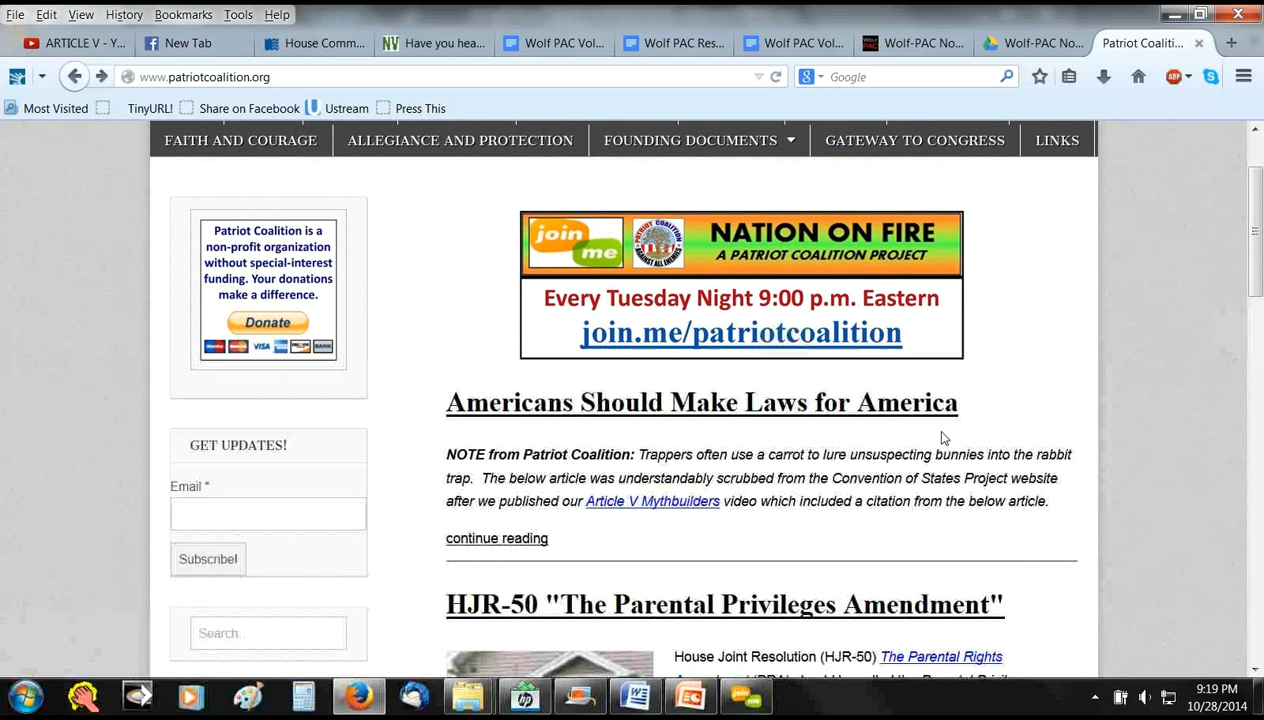 File Edit View History Bookmarks Tools Help
ARTICLE V - Y... New Tab House Comm... Have you hea... Wolf PAC Vol... Wolf PAC Res... Wolf PAC Vol... Wolf-PAC No... Wolf-PAC No... Patriot Coaliti...
www.patriotcoalition.org Google ABP
Most Visited TinyURL! Share on Facebook Ustream Press This
FAITH AND COURAGE ALLEGIANCE AND PROTECTION FOUNDING DOCUMENTS GATEWAY TO CONGRESS LINKS
Patriot Coalition is a
non-profit organization
without special-interest
funding. Your donations
make a difference.
Donate
VISA
BANK
GET UPDATES!
Email *
Subscribe!
Search..
join
me
PATRIOT COALITION
AGAINST ALL ENEMIES
NATION ON FIRE
A PATRIOT COALITION PROJECT
Every Tuesday Night 9:00 p.m. Eastern
join.me/patriotcoalition
Americans Should Make Laws for America
NOTE from Patriot Coalition: Trappers often use a carrot to lure unsuspecting bunnies into the rabbit
trap. The below article was understandably scrubbed from the Convention of States Project website
after we published our Article V Mythbuilders video which included a citation from the below article.
continue reading
HJR-50 "The Parental Privileges Amendment"
House Joint Resolution (HJR-50) The Parental Rights
9:19 PM
10/28/2014